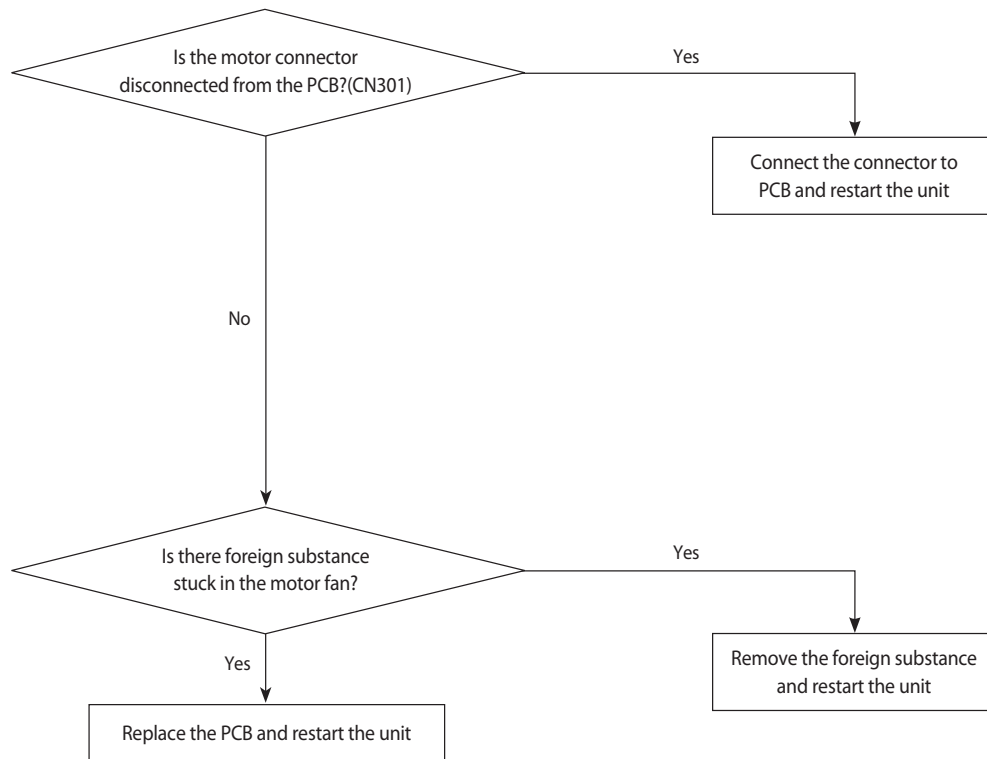 Is the motor connector
disconnected from the PCB?(CN301)
Yes
Connect the connector to
PCB and restart the unit
No
Is there foreign substance
stuck in the motor fan?
Yes
Remove the foreign substance
and restart the unit
Yes
Replace the PCB and restart the unit